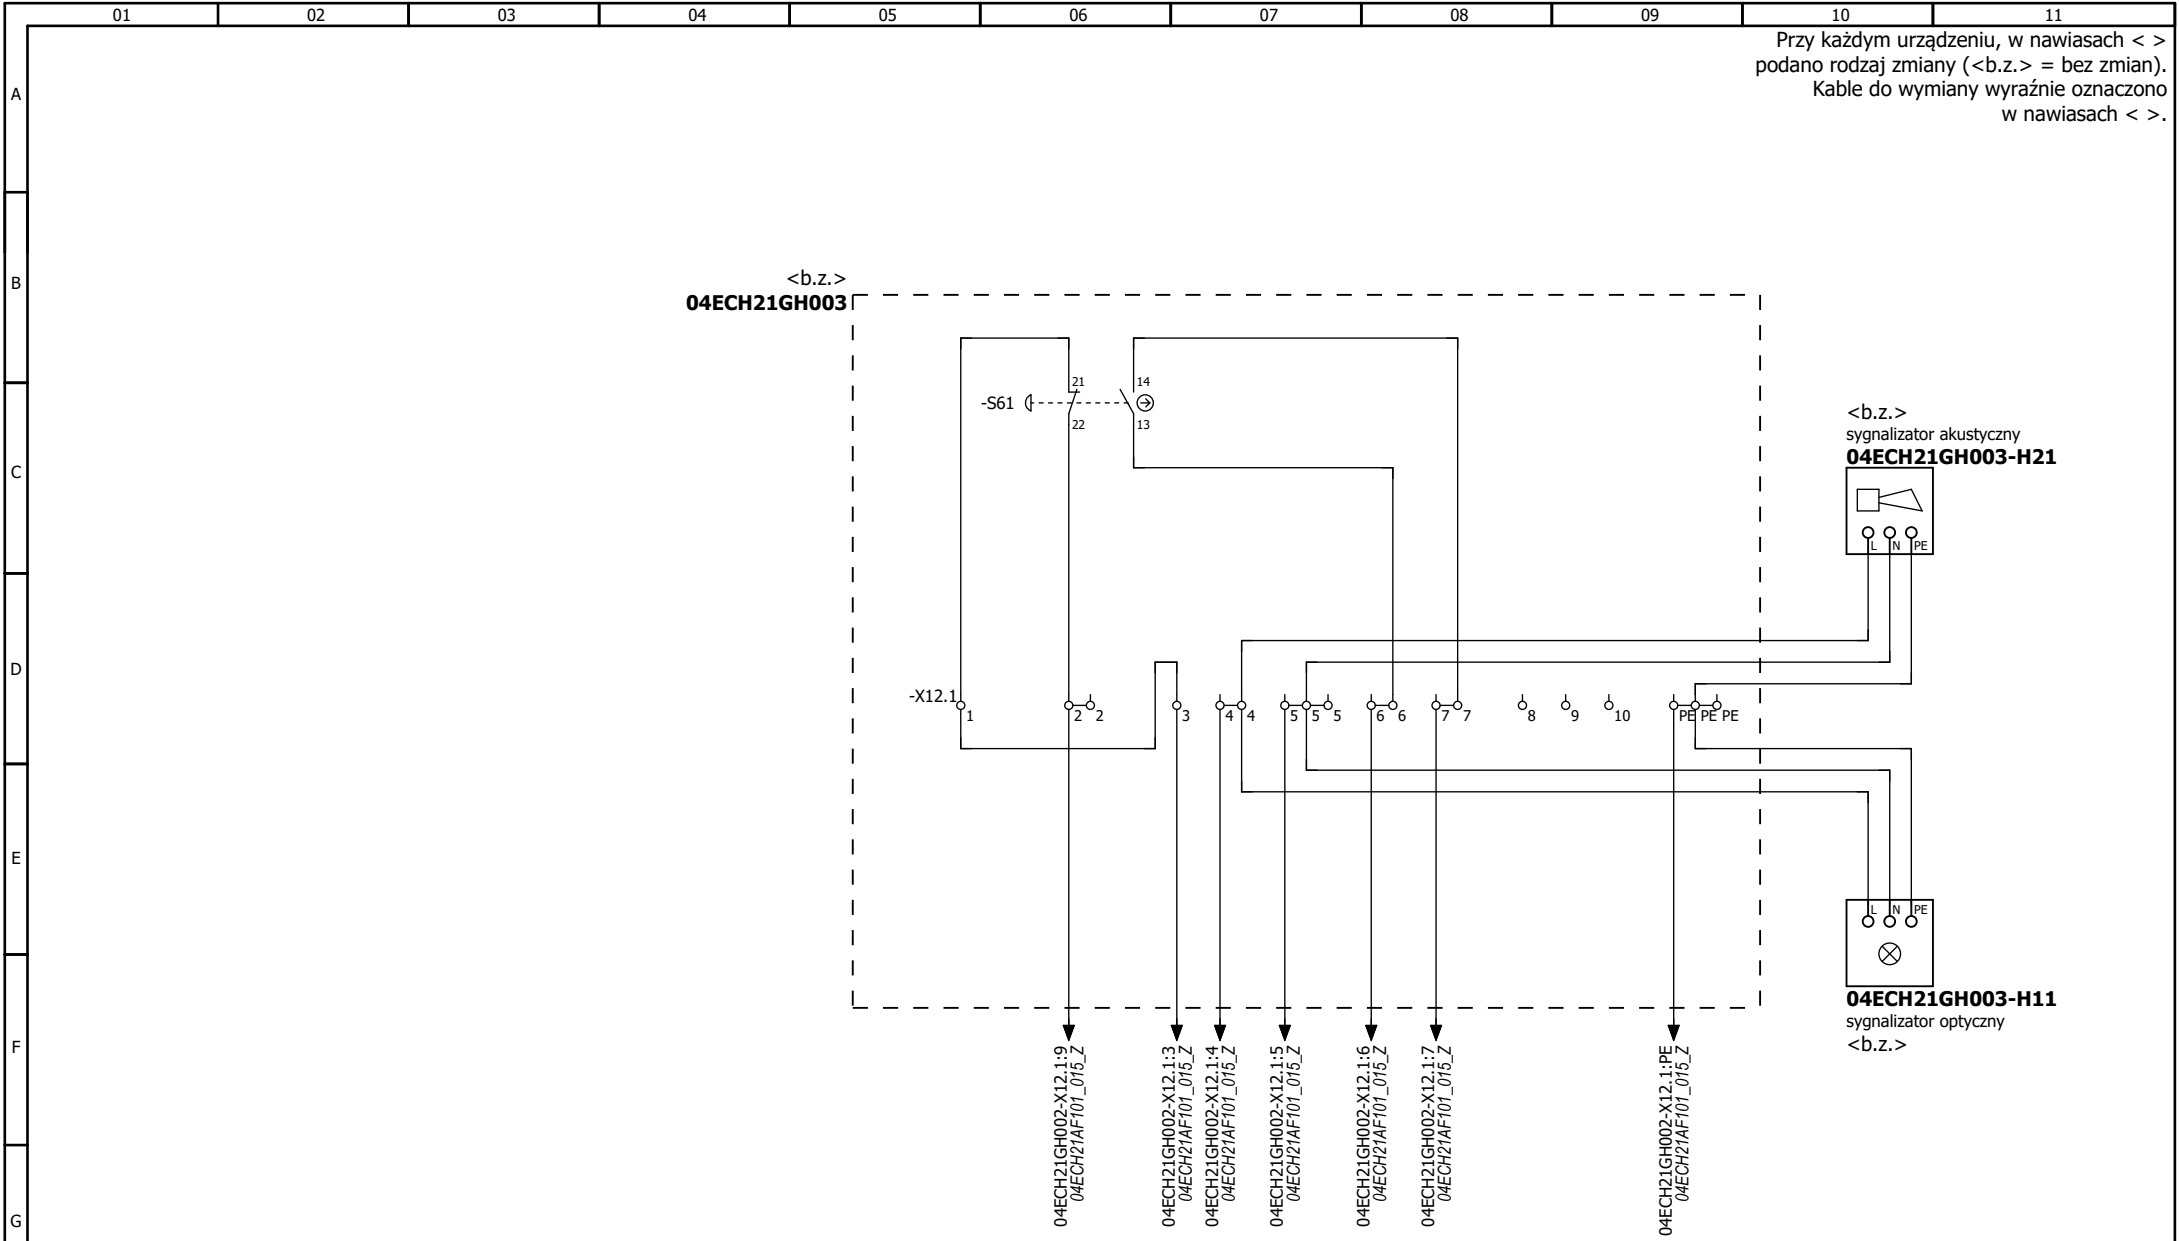 01 02 03 04 05 06 07 08 09 10 11
Przy każdym urządzeniu, w nawiasach < >
podano rodzaj zmiany (<b.z.> = bez zmian).
Kable do wymiany wyraźnie oznaczono
w nawiasach < >.
A
B
C
D
E
F
G
<b.z.>
04ECH21GH003
21
14
-S61
22
13
<b.z.>
sygnalizator akustyczny
04ECH21GH003-H21
L N PE
-X12.1
1 2 2 3 4 4 5 5 5 6 6 7 7 8 9 10 PE PE PE
L N PE
04ECH21GH003-H11
sygnalizator optyczny
<b.z.>
04ECH21GH002-X12.1:9
04ECH21AF101_015_Z
04ECH21GH002-X12.1:3
04ECH21AF101_015_Z
04ECH21GH002-X12.1:4
04ECH21AF101_015_Z
04ECH21GH002-X12.1:5
04ECH21AF101_015_Z
04ECH21GH002-X12.1:6
04ECH21AF101_015_Z
04ECH21GH002-X12.1:7
04ECH21AF101_015_Z
04ECH21GH002-X12.1:PE
04ECH21AF101_015_Z